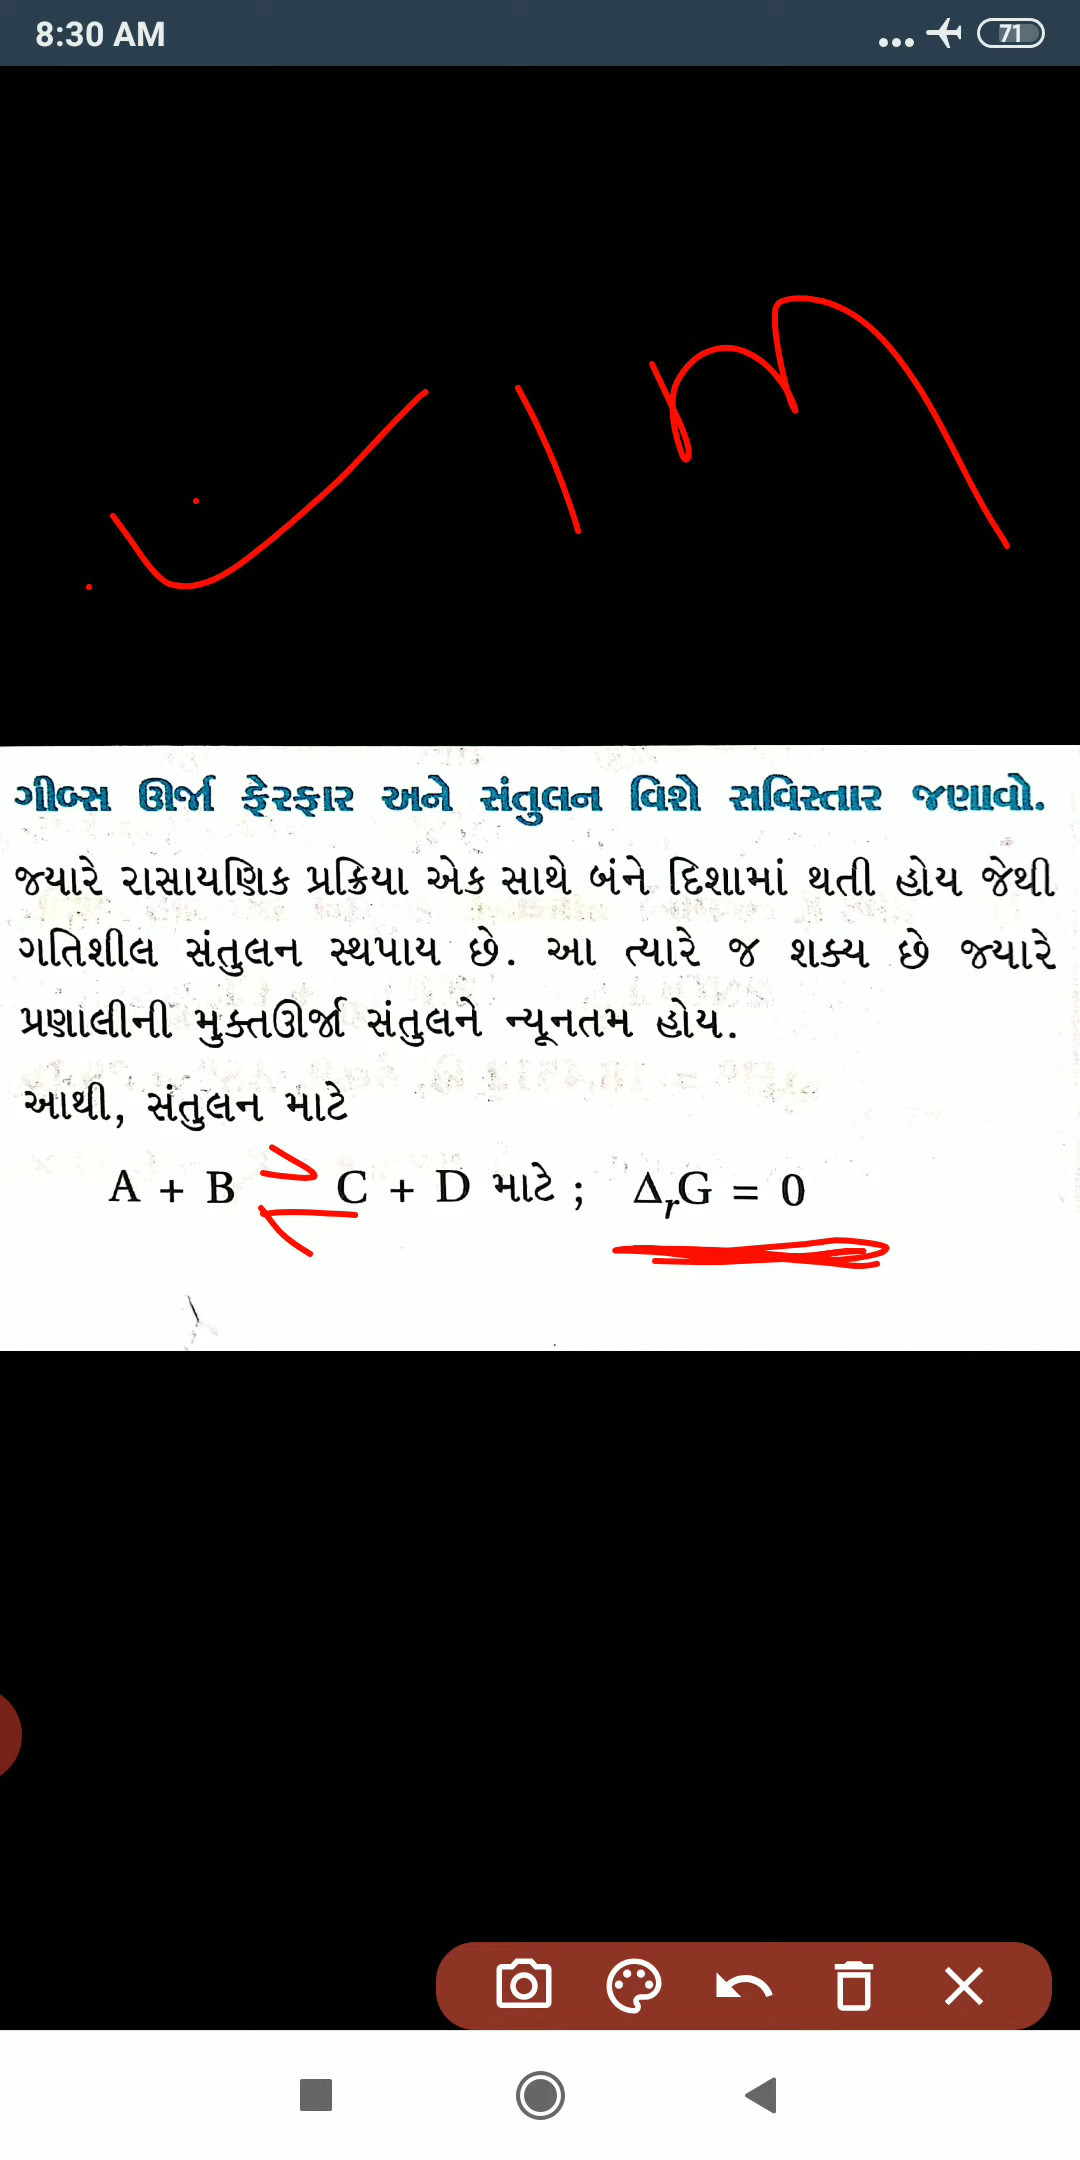 8:30 AM
71
ગીબ્સ ઊર્જા ફેરફાર અને સંતુલન વિશે સવિસ્તાર જણાવો.
જ્યારે રાસાયણિક પ્રક્રિયા એક સાથે બંને દિશામાં થતી હોય જેથી
ગતિશીલ સંતુલન સ્થપાય છે. આ ત્યારે જ શક્ય છે જ્યારે
પ્રણાલીની મુક્તઊર્જા સંતુલને ન્યૂનતમ હોય.
આથી, સંતુલન માટે
A + B ⇌ C + D માટે ; ΔrG = 0